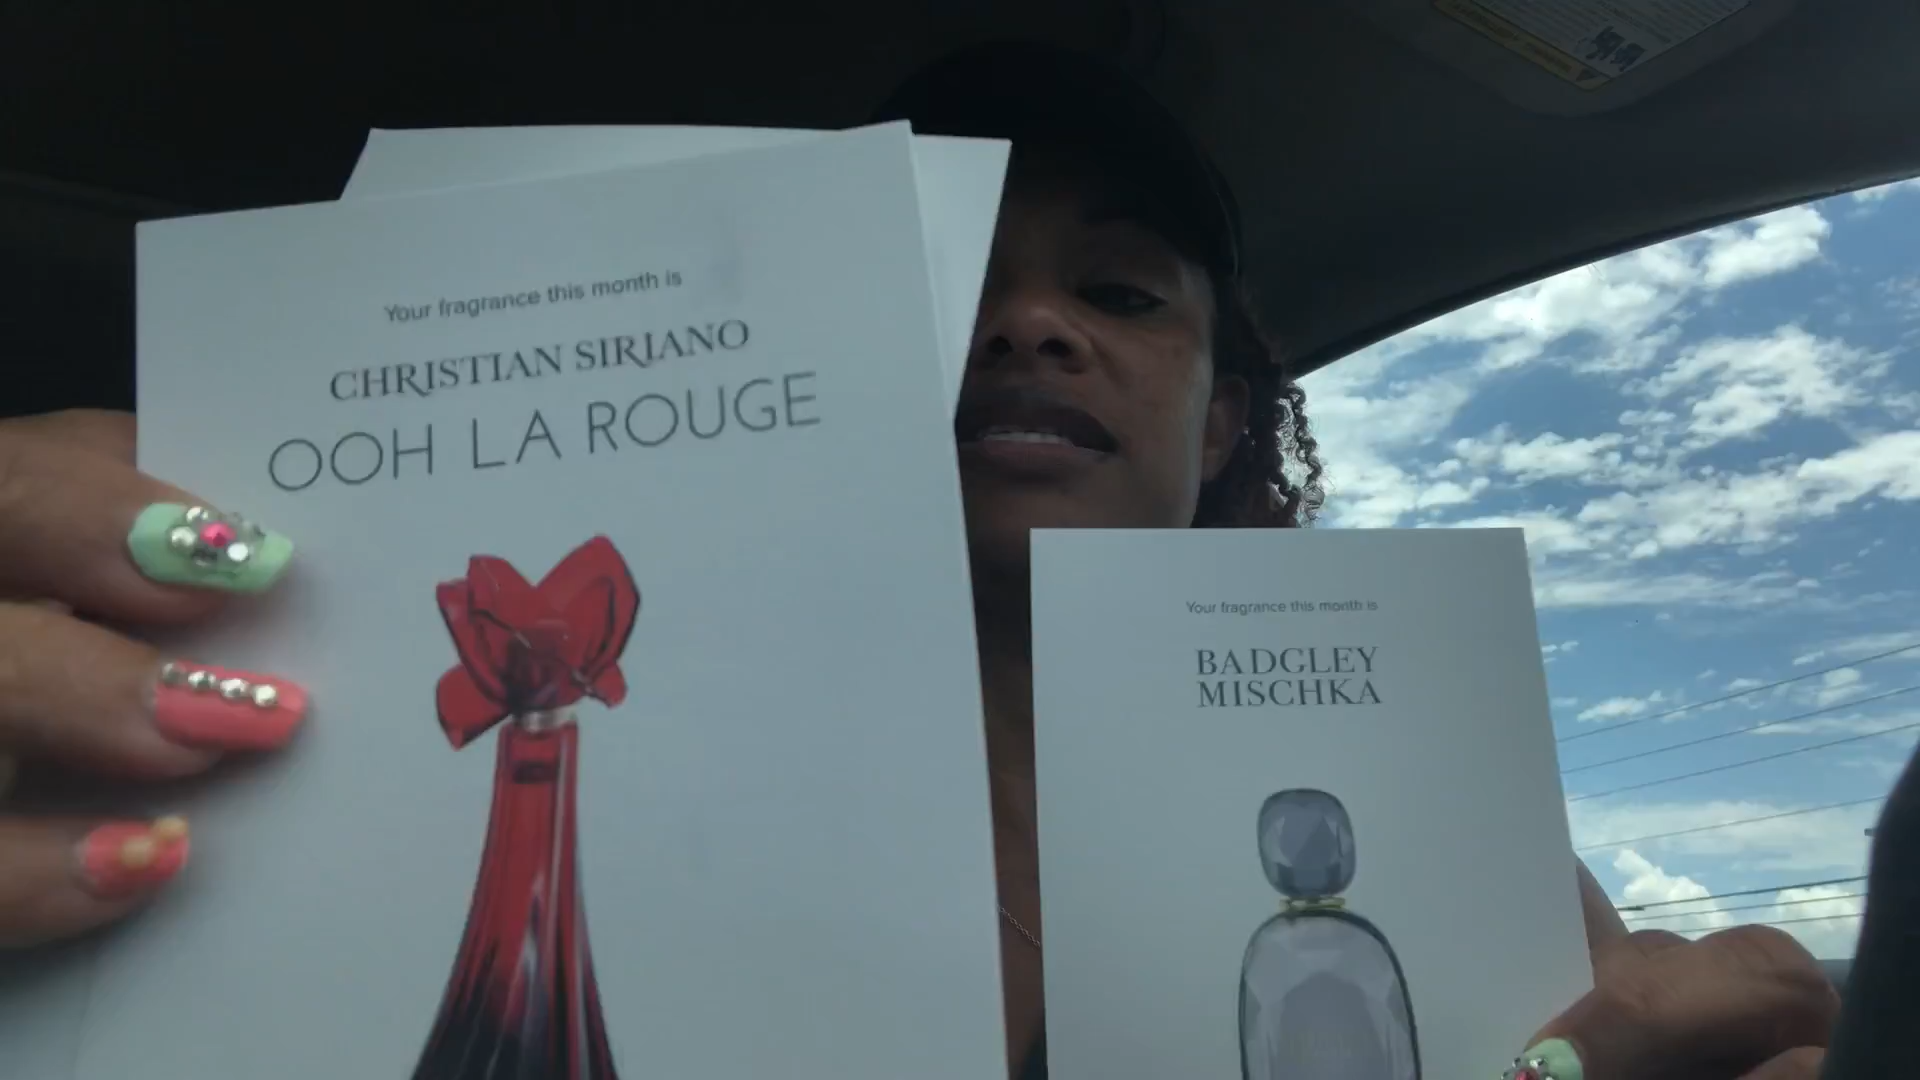 Your fragrance this month is
CHRISTIAN SIRIANO
OOH LA ROUGE
Your fragrance this month is
BADGLEY
MISCHKA